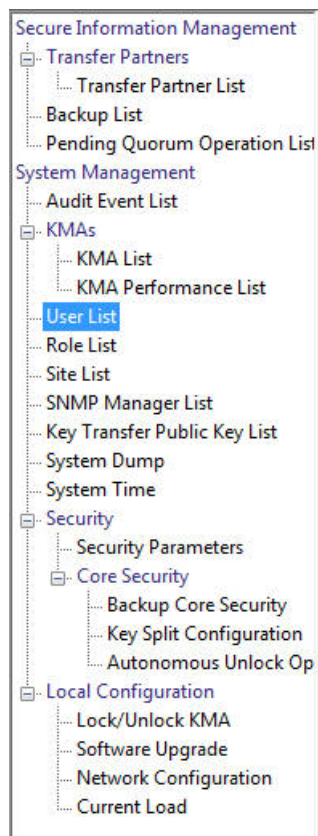 Secure Information Management
Transfer Partners
Transfer Partner List
Backup List
Pending Quorum Operation List
System Management
Audit Event List
KMAs
KMA List
KMA Performance List
User List
Role List
Site List
SNMP Manager List
Key Transfer Public Key List
System Dump
System Time
Security
Security Parameters
Core Security
Backup Core Security
Key Split Configuration
Autonomous Unlock Op
Local Configuration
Lock/Unlock KMA
Software Upgrade
Network Configuration
Current Load